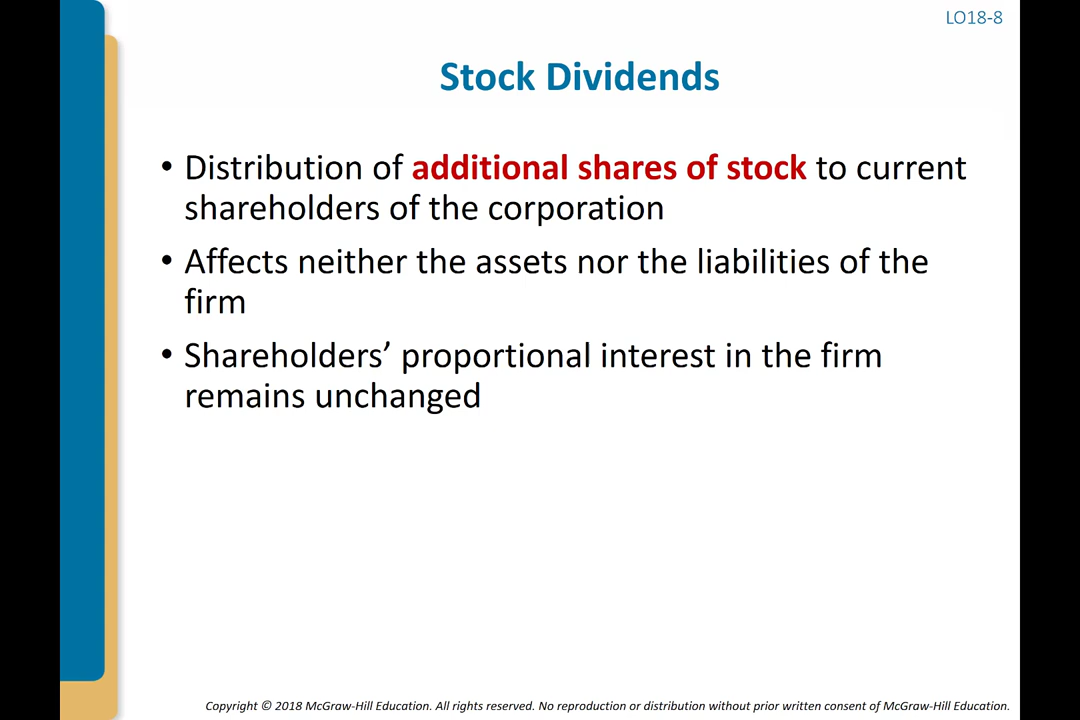 LO18-8
Stock Dividends
• Distribution of additional shares of stock to current
shareholders of the corporation
• Affects neither the assets nor the liabilities of the
firm
• Shareholders’ proportional interest in the firm
remains unchanged
Copyright © 2018 McGraw-Hill Education. All rights reserved. No reproduction or distribution without prior written consent of McGraw-Hill Education.